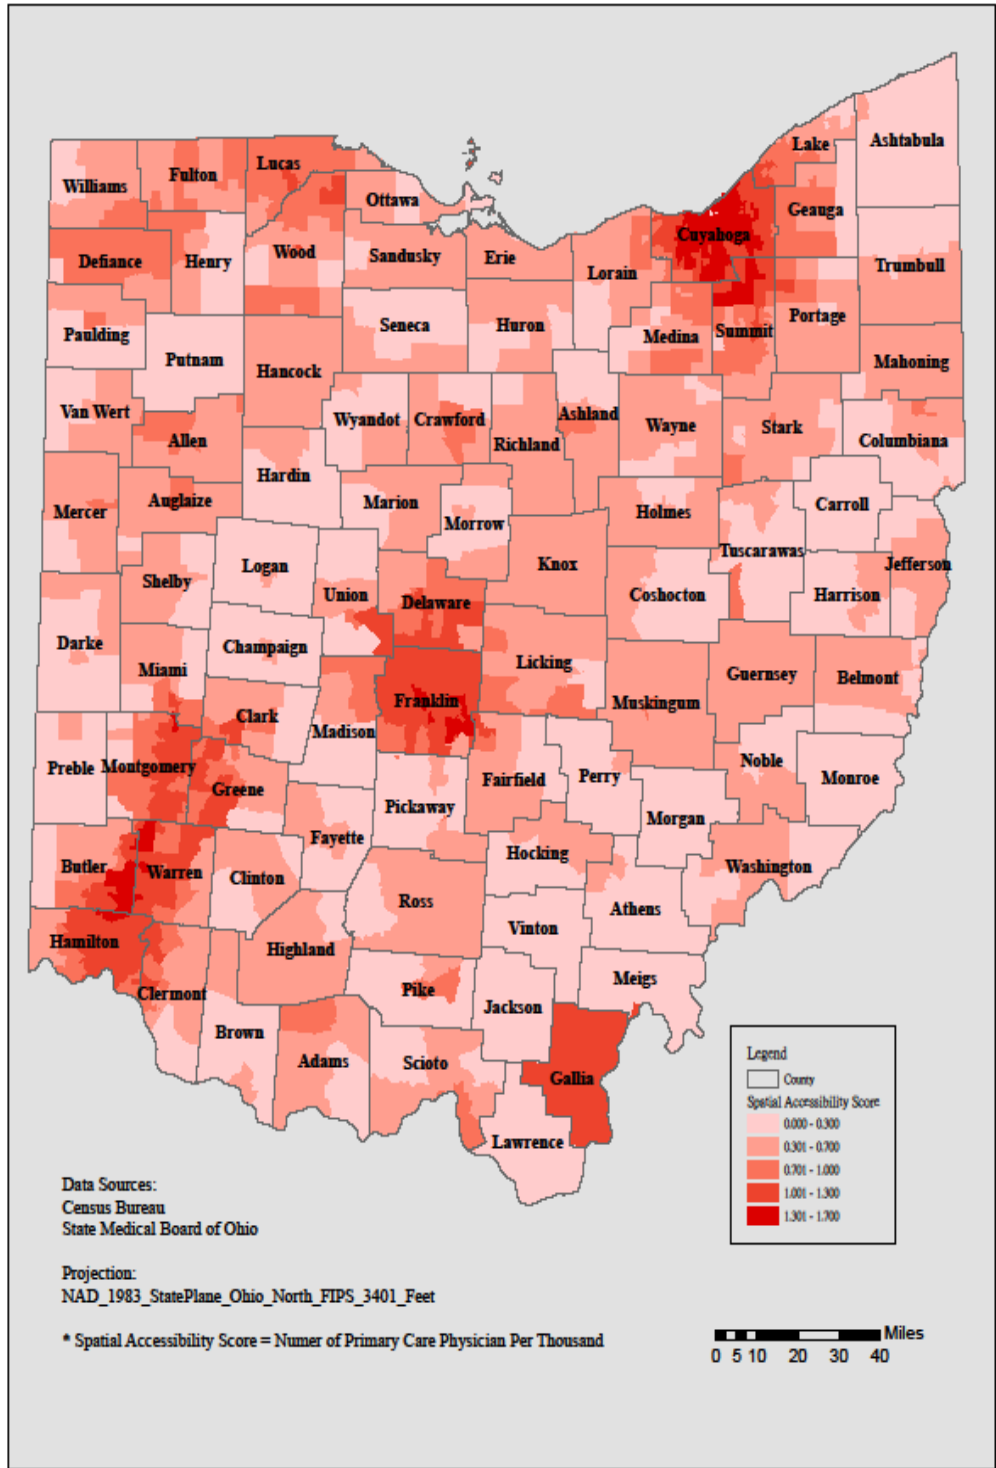 Ashtabula
Lake
Williams
Fulton
Lucas
Ottawa
Geauga
Cuyahoga
Defiance
Henry
Wood
Sandusky
Erie
Lorain
Trumbull
Paulding
Putnam
Seneca
Huron
Medina
Summit
Portage
Hancock
Mahoning
Van Wert
Allen
Wyandot
Crawford
Richland
Ashland
Wayne
Stark
Columbiana
Hardin
Mercer
Auglaize
Marion
Morrow
Holmes
Carroll
Tuscarawas
Logan
Shelby
Knox
Jefferson
Union
Delaware
Coshocton
Harrison
Darke
Champaign
Miami
Licking
Guernsey
Belmont
Franklin
Muskingum
Clark
Madison
Preble
Montgomery
Greene
Fairfield
Perry
Noble
Monroe
Pickaway
Morgan
Fayette
Hocking
Butler
Warren
Clinton
Washington
Ross
Athens
Vinton
Hamilton
Highland
Clermont
Pike
Jackson
Meigs
Brown
Adams
Scioto
Gallia
Lawrence
Legend
County
Spatial Accessibility Score
0.000 - 0.300
0.301 - 0.700
0.701 - 1.000
1.001 - 1.300
1.301 - 1.700
Data Sources:
Census Bureau
State Medical Board of Ohio
Projection:
NAD_1983_StatePlane_Ohio_North_FIPS_3401_Feet
* Spatial Accessibility Score = Numer of Primary Care Physician Per Thousand
Miles
0 5 10 20 30 40